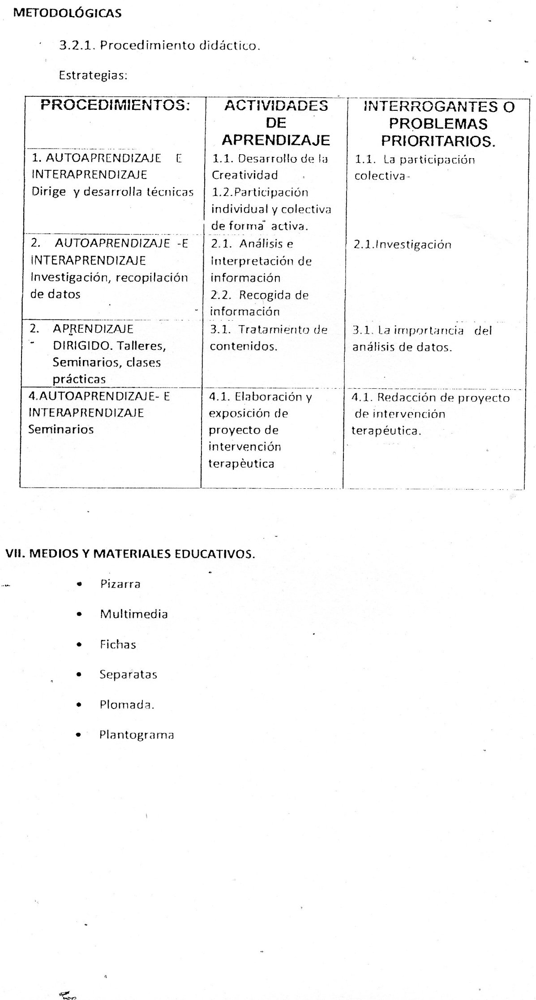 METODOLÓGICAS
3.2.1. Procedimiento didáctico.
Estrategias:
PROCEDIMIENTOS:
ACTIVIDADES
DE
APRENDIZAJE
INTERROGANTES O
PROBLEMAS
PRIORITARIOS.
1. AUTOAPRENDIZAJE E
INTERAPRENDIZAJE
Dirige y desarrolla técnicas
1.1. Desarrollo de la
Creatividad
1.2.Participación
individual y colectiva
de forma activa.
1.1. La participación
colectiva-
2. AUTOAPRENDIZAJE -E
INTERAPRENDIZAJE
Investigación, recopilación
de datos
2.1. Análisis e
interpretación de
información
2.2. Recogida de
información
2.1.Investigación
2. APRENDIZAJE
DIRIGIDO. Talleres,
Seminarios, clases
prácticas
3.1. Tratamiento de
contenidos.
3.1. La importancia del
análisis de datos.
4.AUTOAPRENDIZAJE- E
INTERAPRENDIZAJE
Seminarios
4.1. Elaboración y
exposición de
proyecto de
intervención
terapèutica
4.1. Redacción de proyecto
de intervención
terapéutica.
VII. MEDIOS Y MATERIALES EDUCATIVOS.
• Pizarra
• Multimedia
• Fichas
• Separatas
• Plomada.
• Plantograma